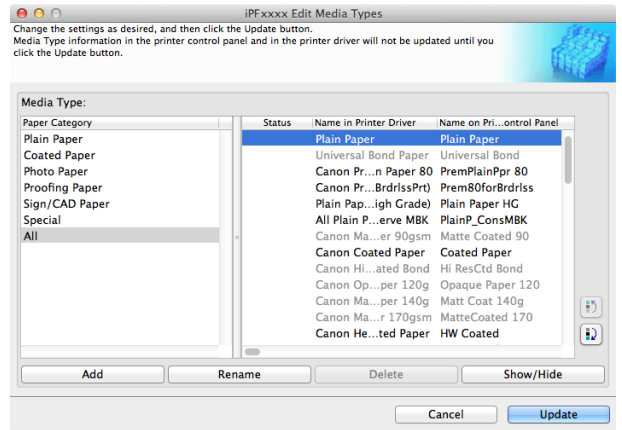 iPFxxxx Edit Media Types
Change the settings as desired, and then click the Update button.
Media Type information in the printer control panel and in the printer driver will not be updated until you
click the Update button.
Media Type:
Paper Category Status Name in Printer Driver Name on Pri...ontrol Panel
Plain Paper Plain Paper Plain Paper
Coated Paper Universal Bond Paper Universal Bond
Photo Paper Canon Pr...n Paper 80 PremPlainPpr 80
Proofing Paper Canon Pr...BrdrlssPrt) Prem80forBrdrlss
Sign/CAD Paper Plain Pap...igh Grade) Plain Paper HG
Special All Plain P...erve MBK PlainP_ConsMBK
All Canon Ma...er 90gsm Matte Coated 90
Canon Coated Paper Coated Paper
Canon Hi...ated Bond Hi ResCtd Bond
Canon Op...per 120g Opaque Paper 120
Canon Ma...per 140g Matt Coat 140g
Canon Ma...r 170gsm MatteCoated 170
Canon He...ted Paper HW Coated
Add Rename Delete Show/Hide
Cancel Update